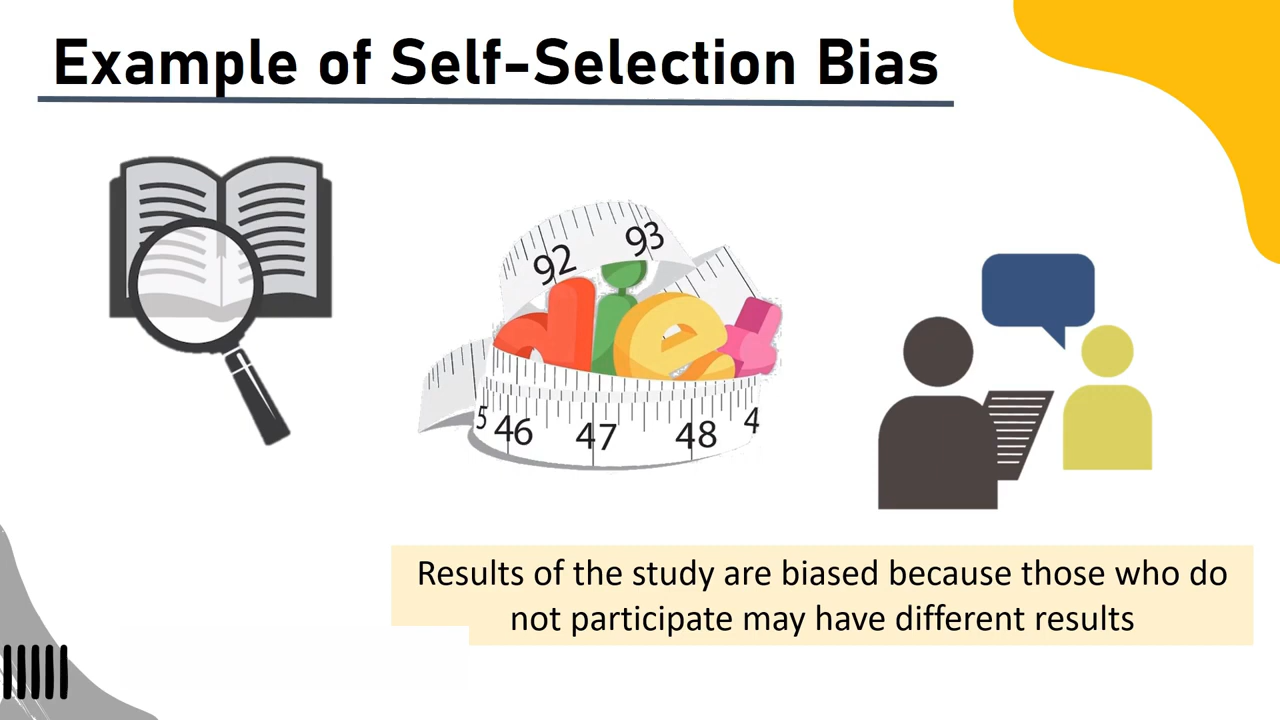 Example of Self-Selection Bias
92 93
diet
5 46 47 48 4
Results of the study are biased because those who do
not participate may have different results